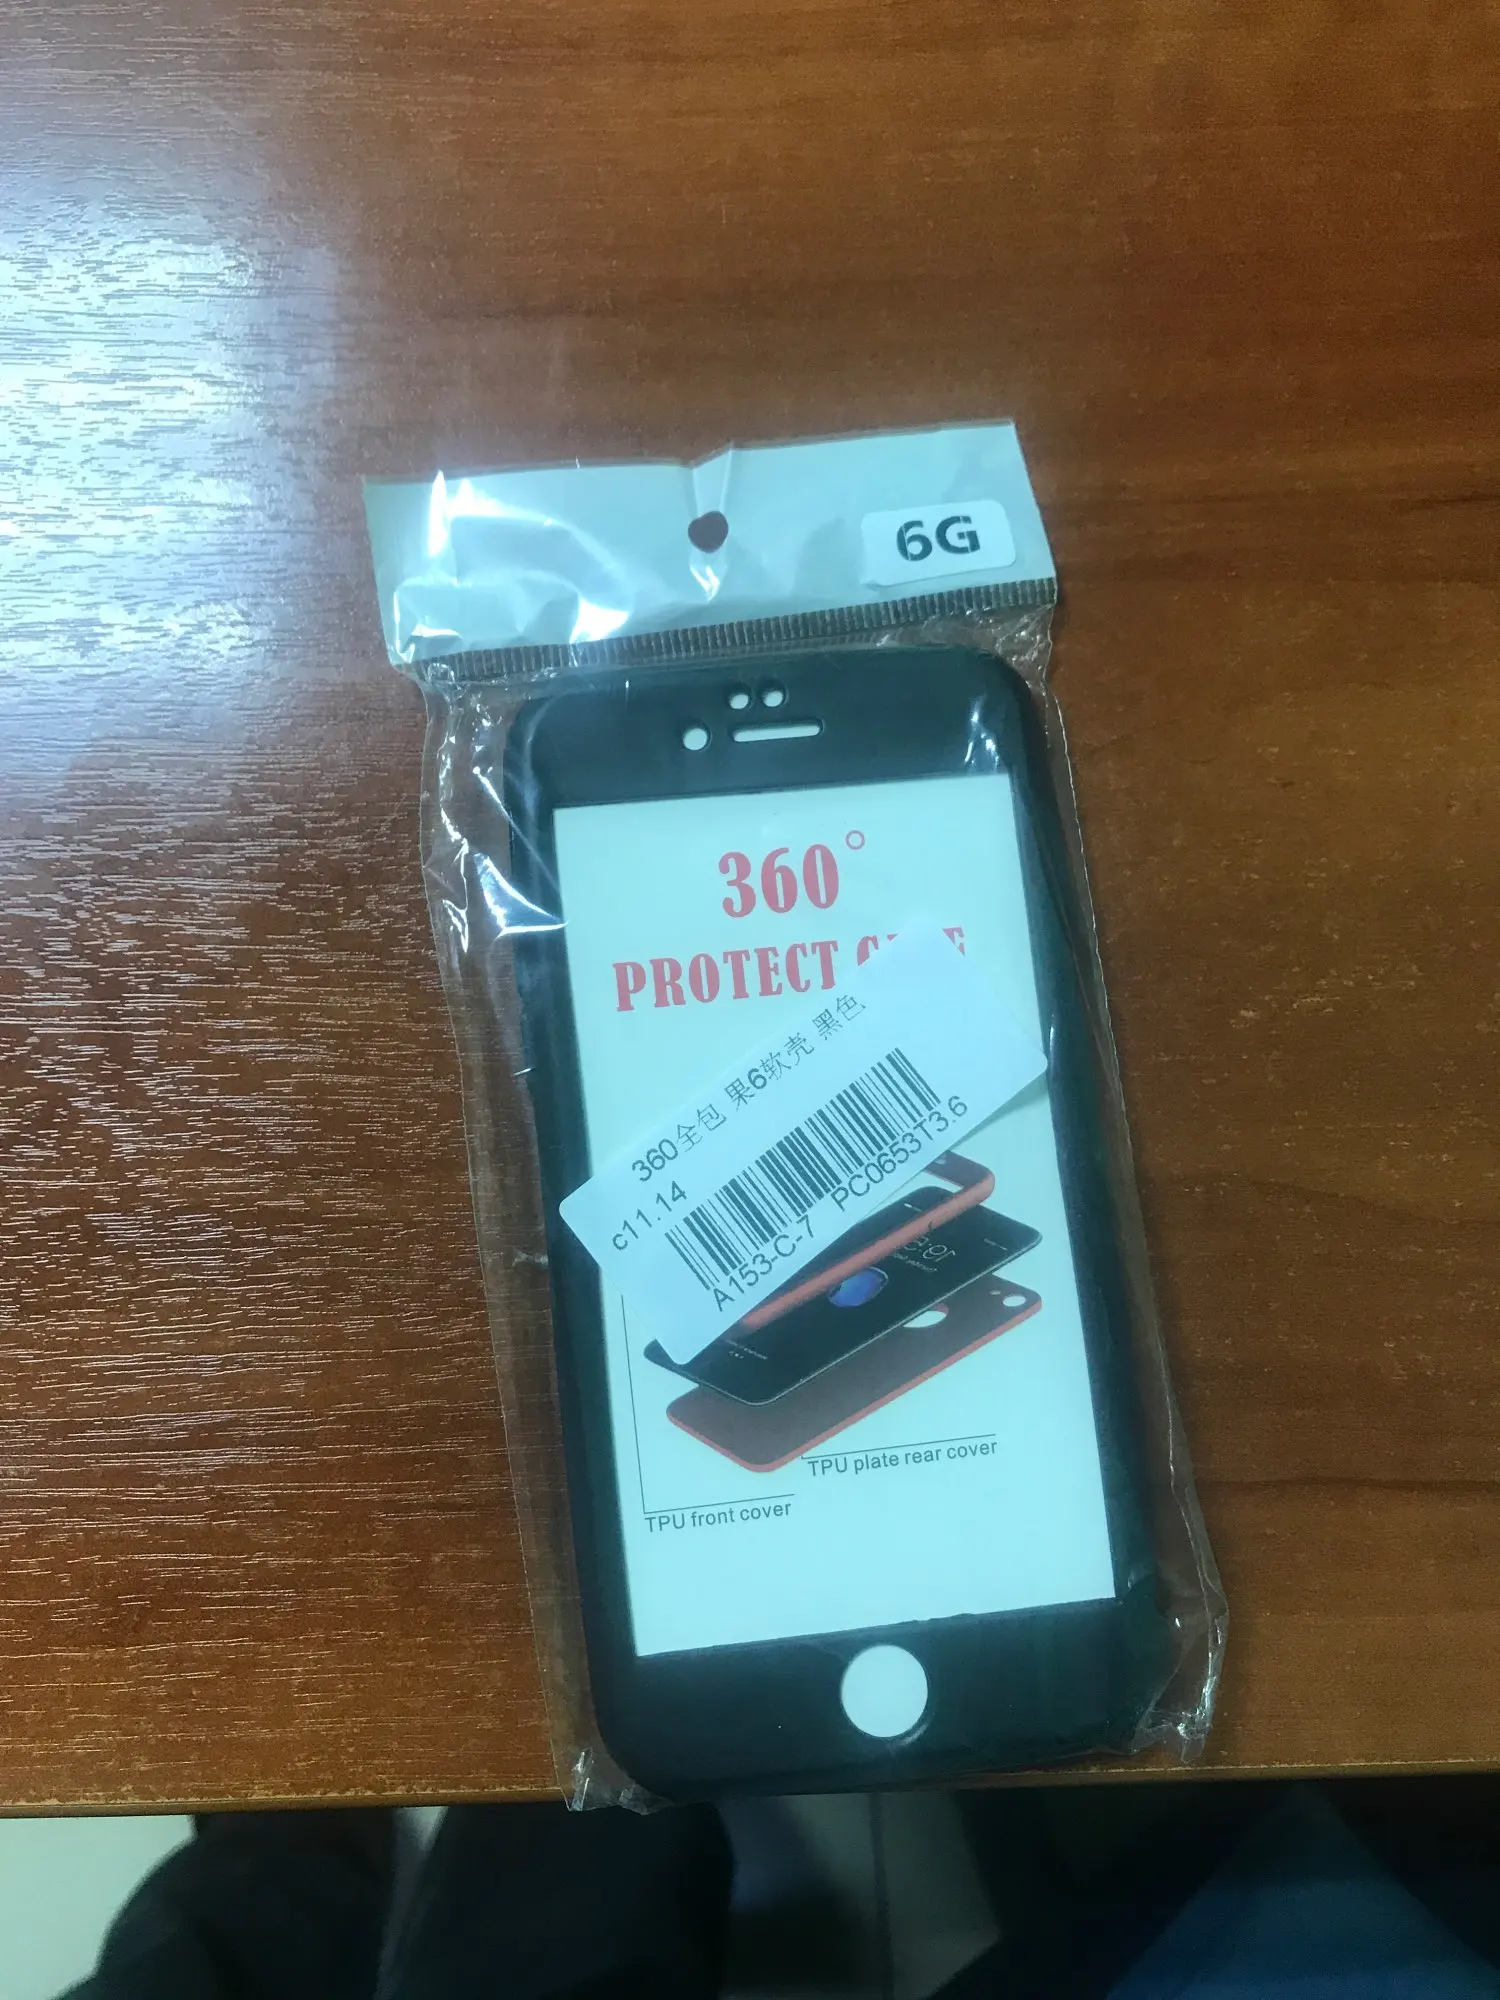 6G
360°
PROTECT
360全包 果6软壳 黑色
c11.14
A153-C-7 PC0653T3.6
TPU plate rear cover
TPU front cover